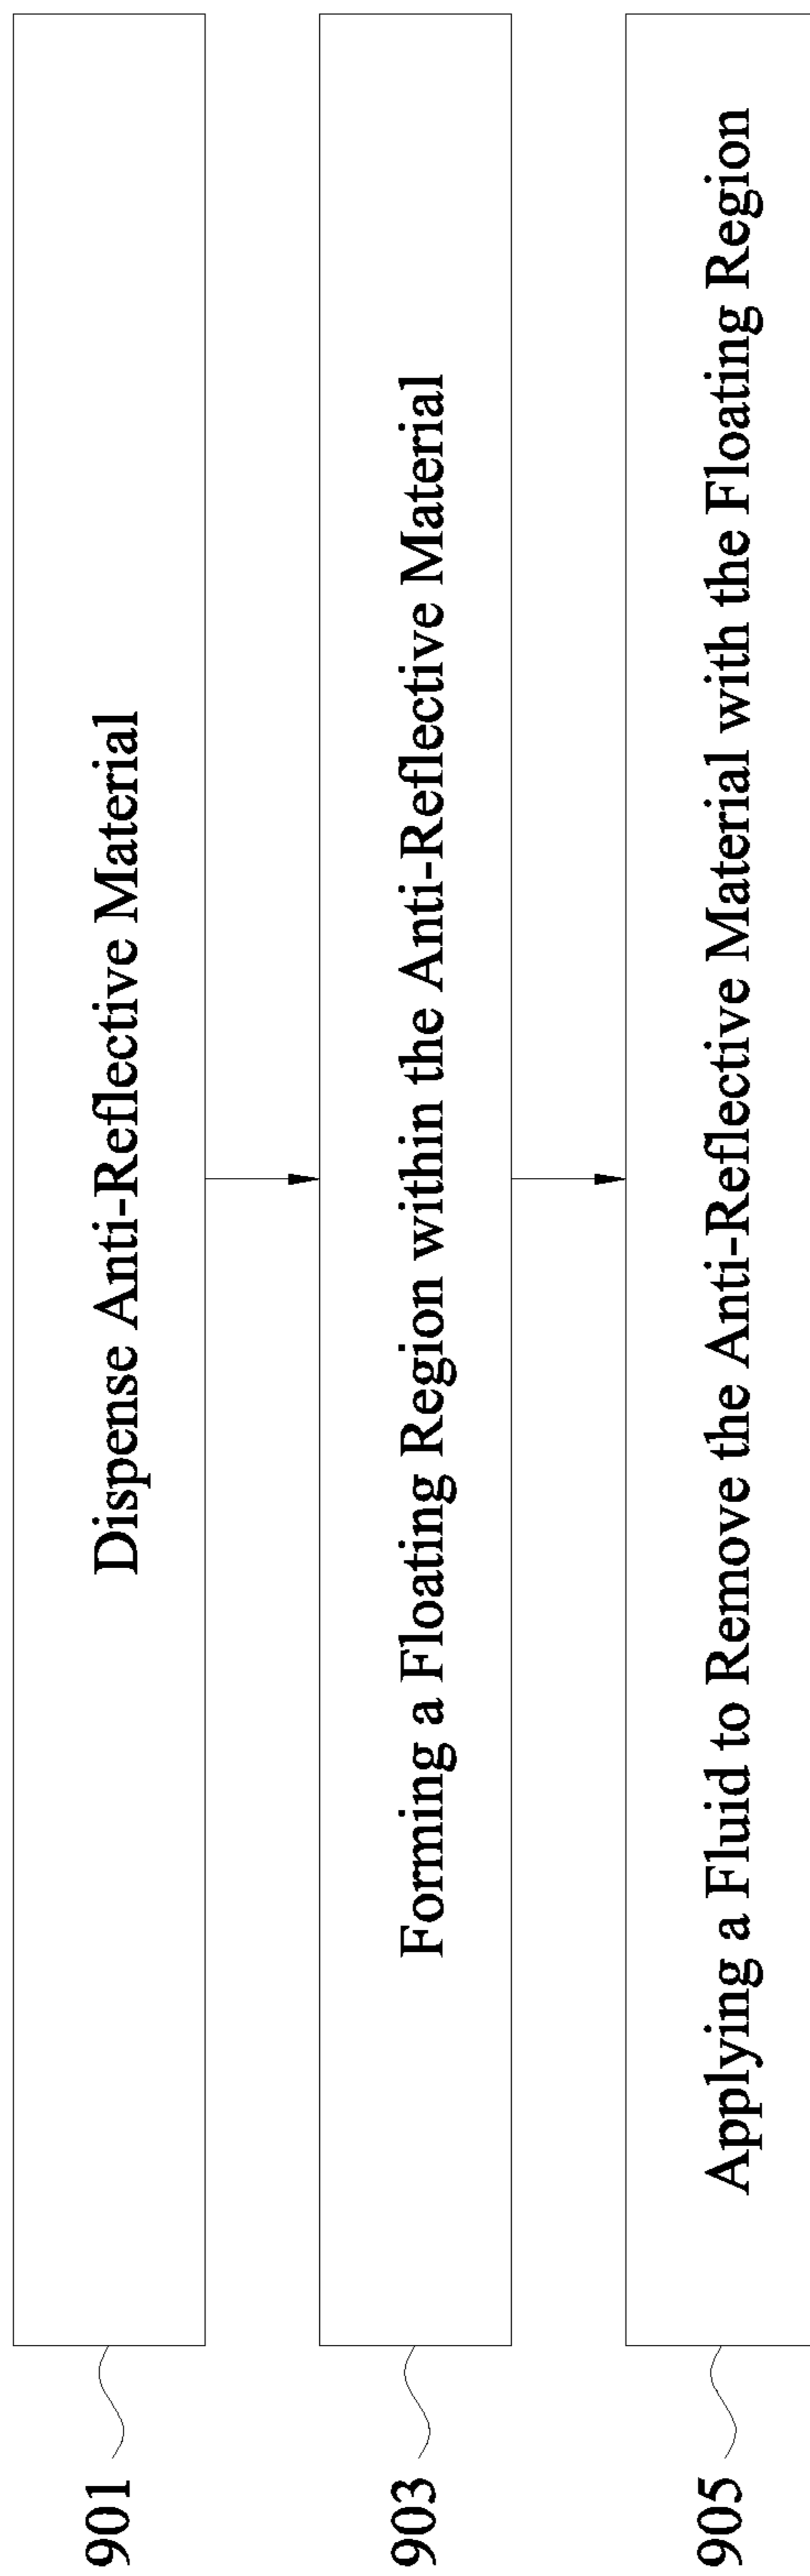 901
Dispense Anti-Reflective Material
903
Forming a Floating Region within the Anti-Reflective Material
905
Applying a Fluid to Remove the Anti-Reflective Material with the Floating Region